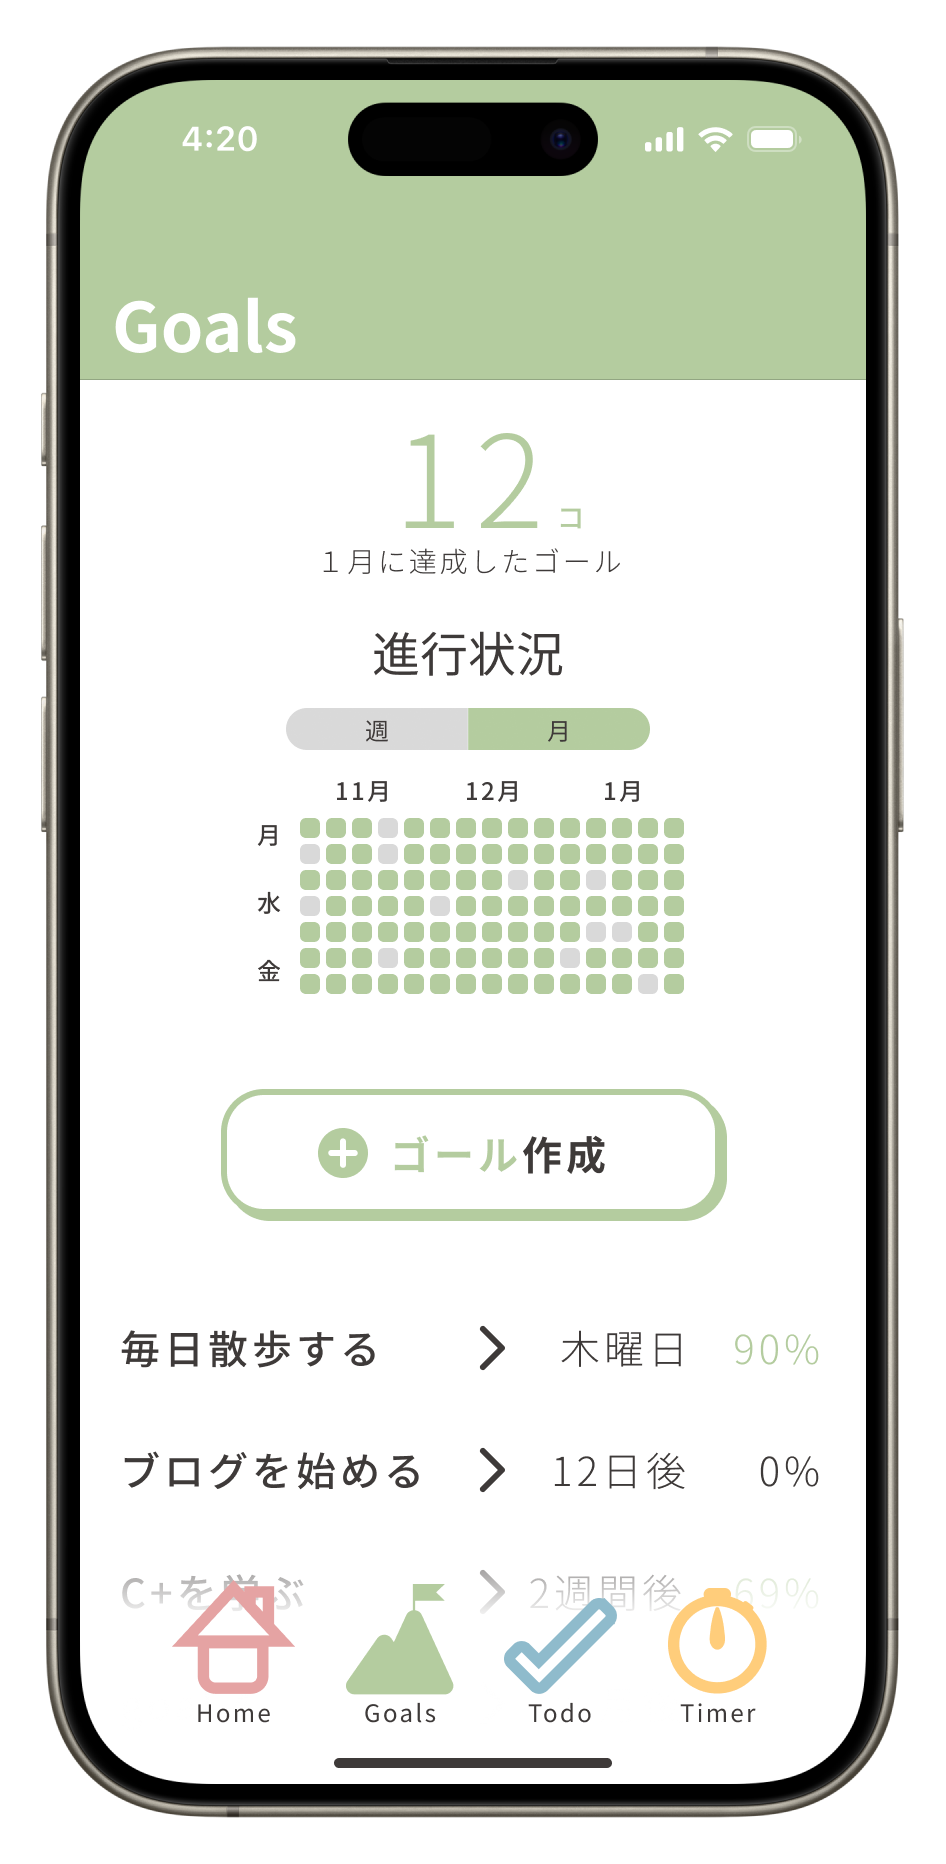 4:20
Goals
12コ
1月に達成したゴール
進行状況
週 月
11月 12月 1月
月
水
金
ゴール作成
毎日散歩する 木曜日 90%
ブログを始める 12日後 0%
C+を学ぶ 2週間後 69%
Home Goals Todo Timer